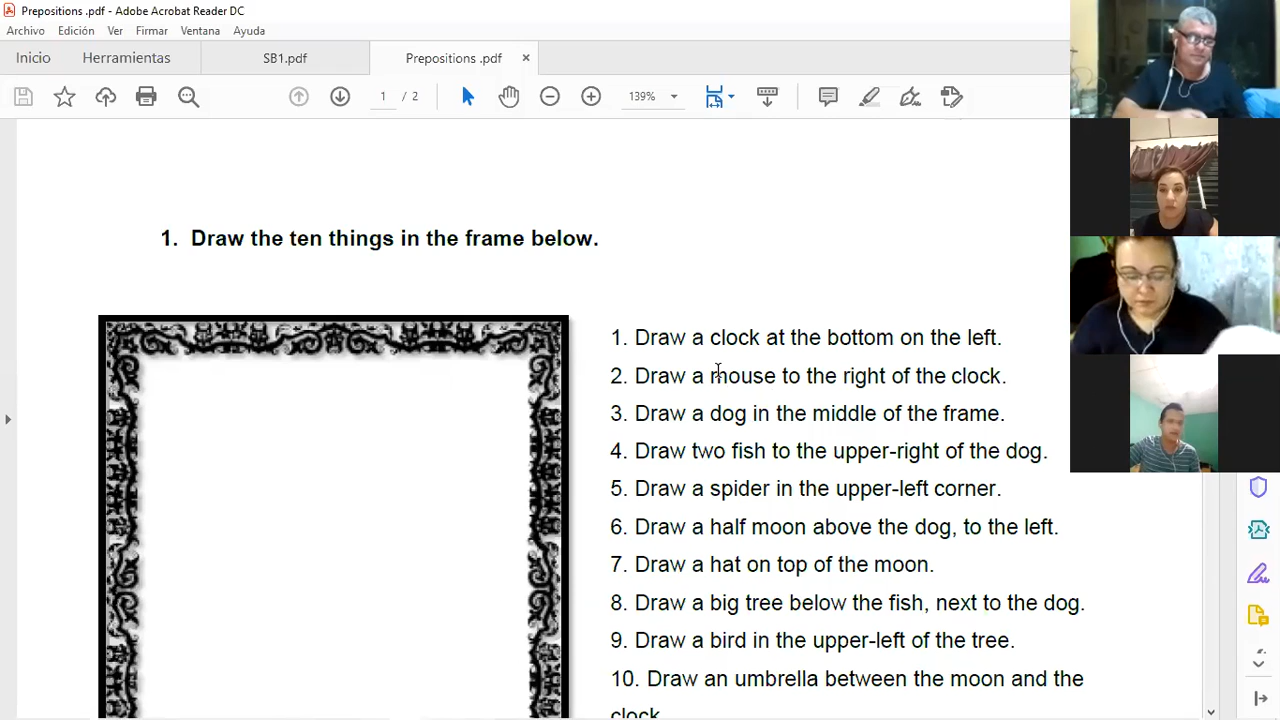 Prepositions .pdf - Adobe Acrobat Reader DC
Archivo Edición Ver Firmar Ventana Ayuda
Inicio Herramientas SB1.pdf Prepositions .pdf ×
1 / 2 139%
1. Draw the ten things in the frame below.
1. Draw a clock at the bottom on the left.
2. Draw a mouse to the right of the clock.
3. Draw a dog in the middle of the frame.
4. Draw two fish to the upper-right of the dog.
5. Draw a spider in the upper-left corner.
6. Draw a half moon above the dog, to the left.
7. Draw a hat on top of the moon.
8. Draw a big tree below the fish, next to the dog.
9. Draw a bird in the upper-left of the tree.
10. Draw an umbrella between the moon and the
clock